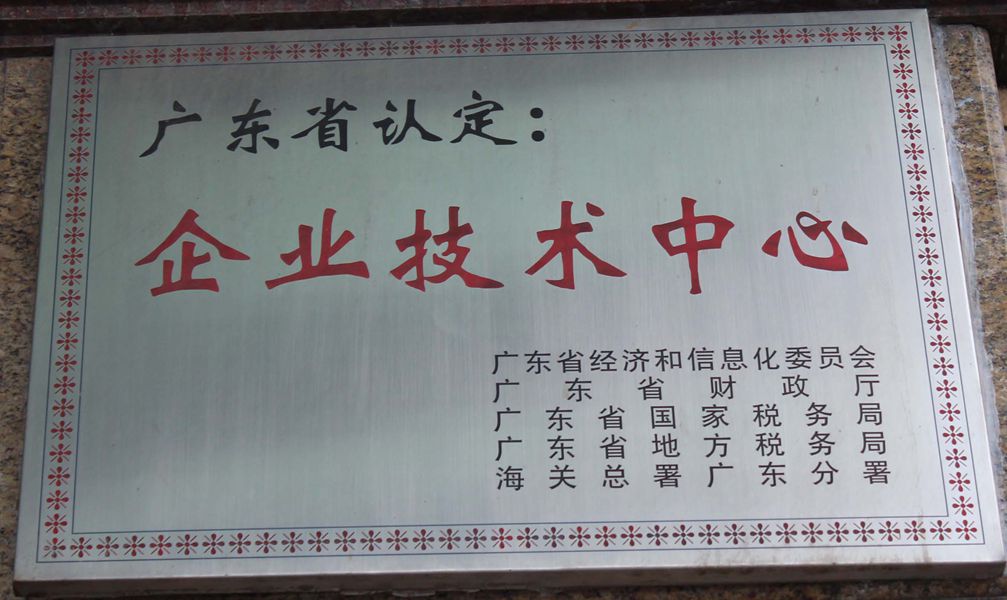 广东省认定：
企业技术中心
广东省经济和信息化委员会
广东省财政厅
广东省国家税务局
广东省地方税务局
海关总署广东分署